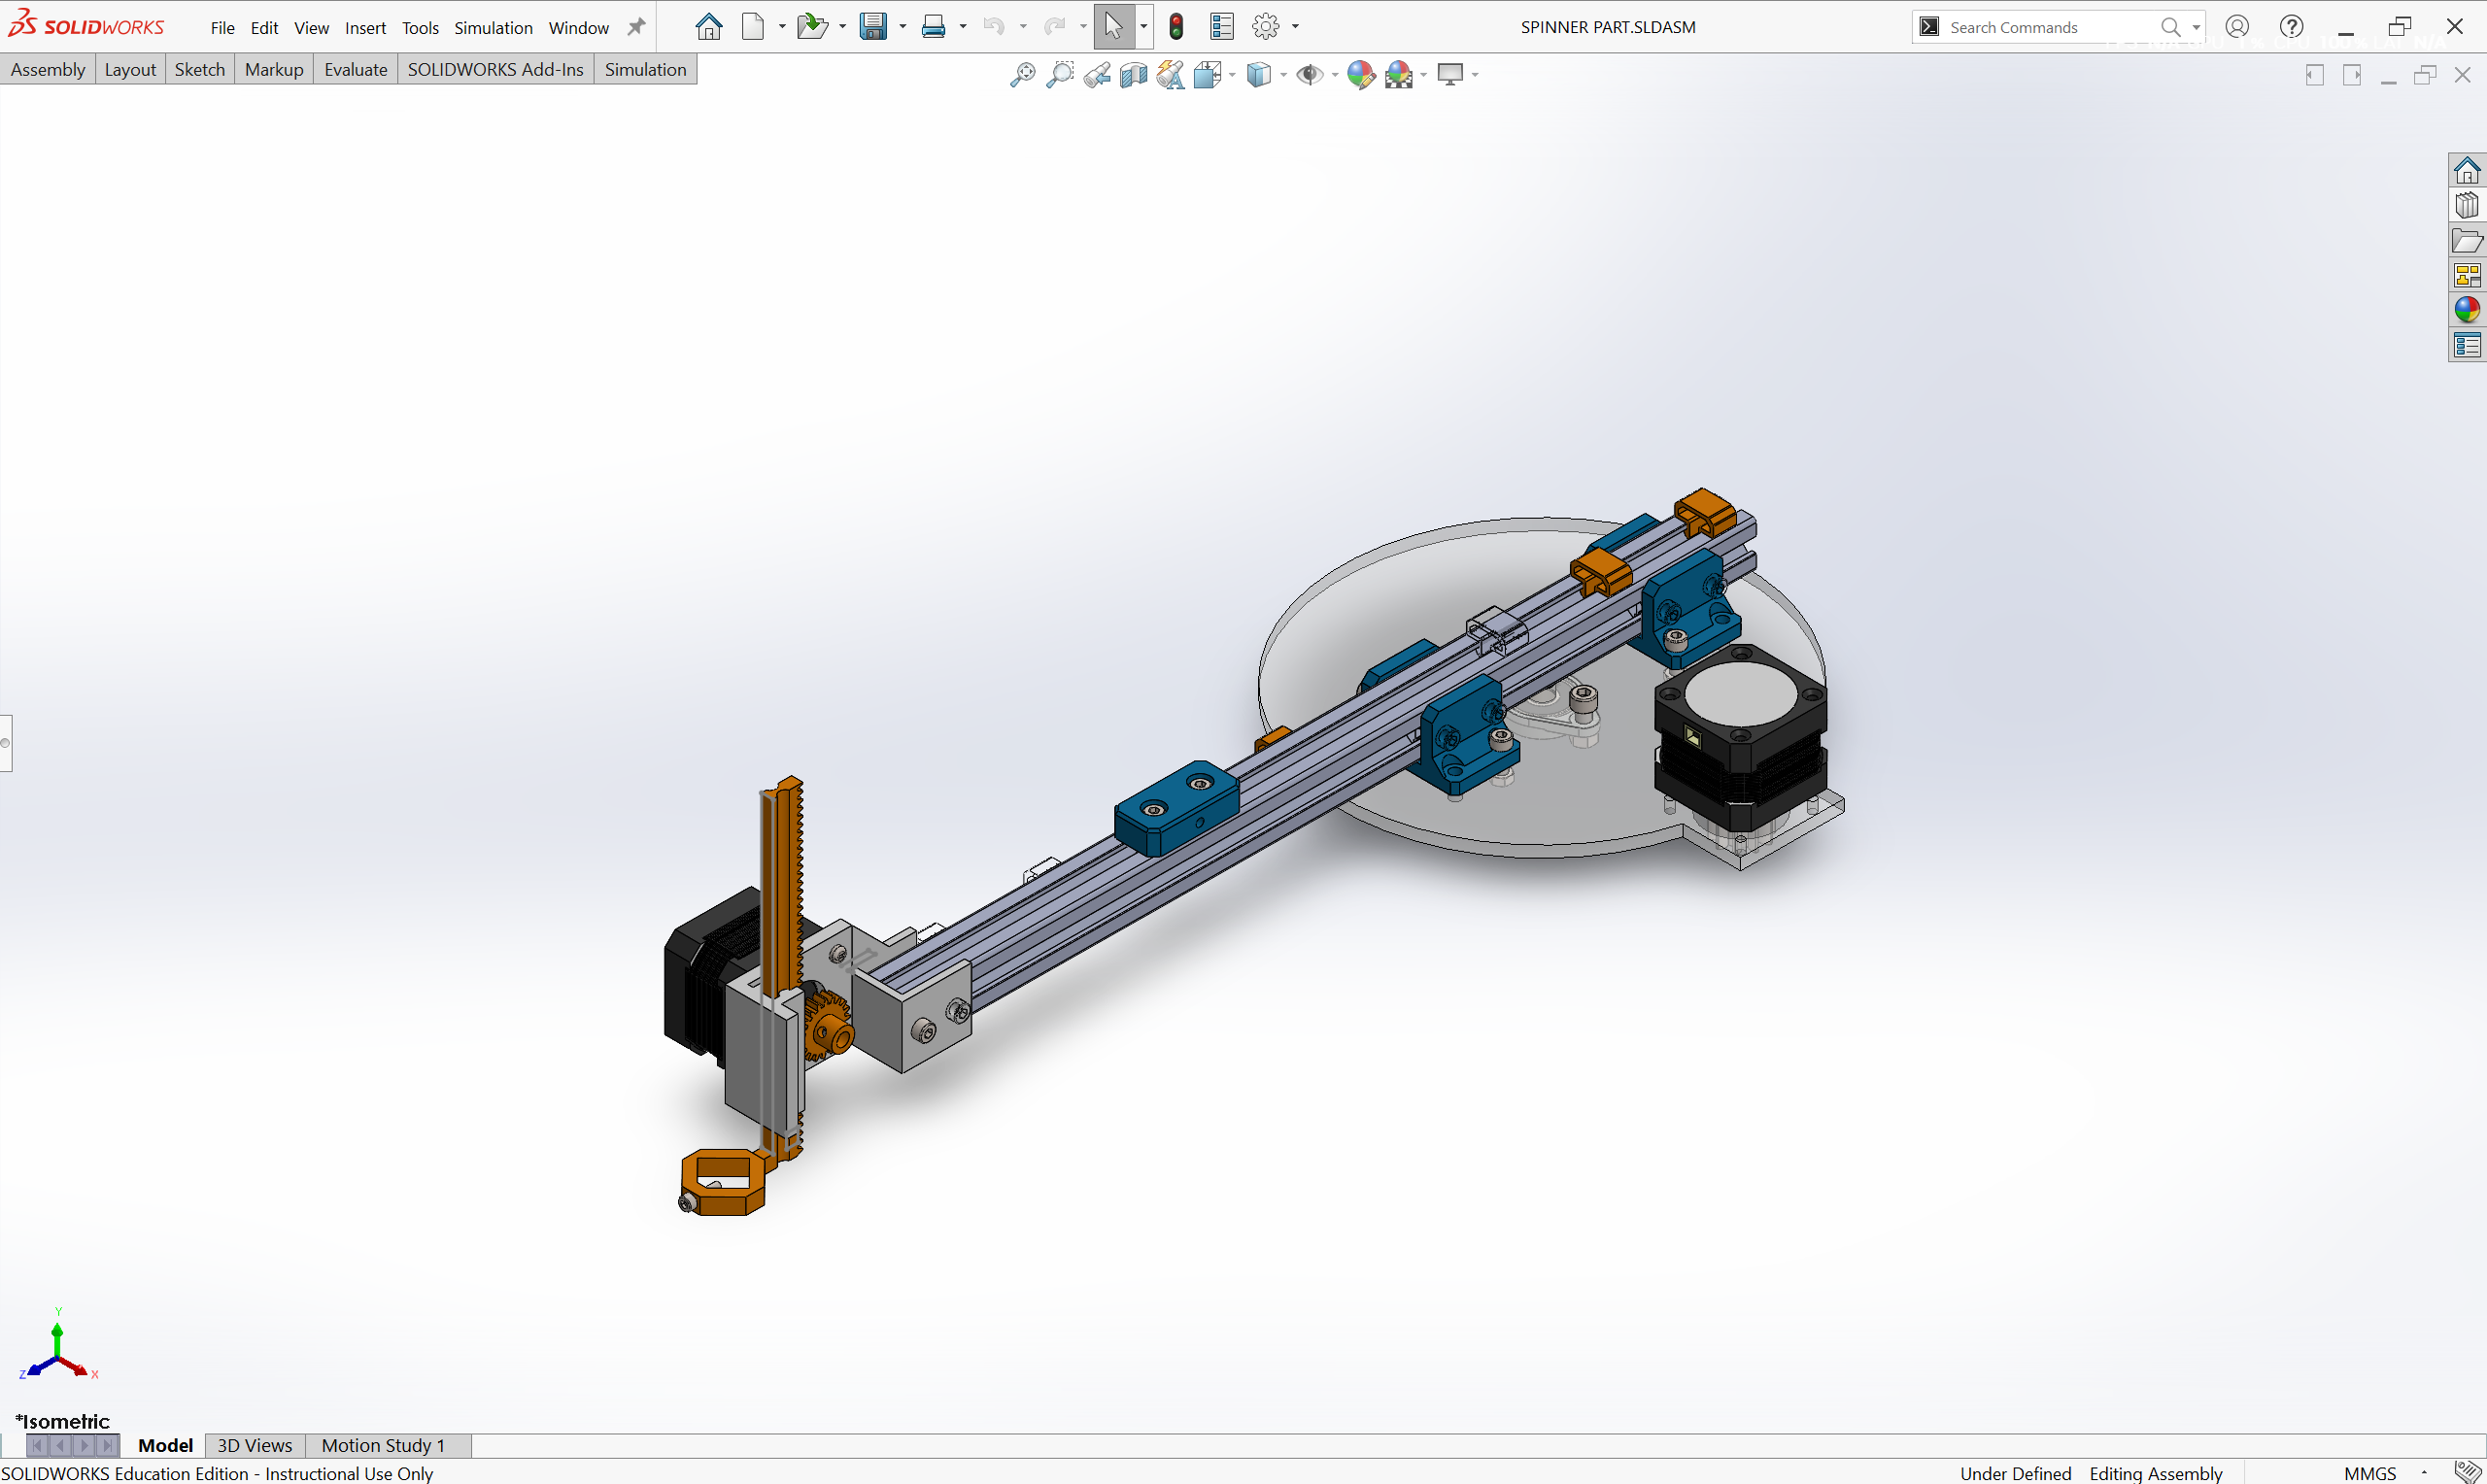 SOLIDWORKS File Edit View Insert Tools Simulation Window SPINNER PART.SLDASM Search Commands
Assembly Layout Sketch Markup Evaluate SOLIDWORKS Add-Ins Simulation
Y
Z X
*Isometric
Model 3D Views Motion Study 1
SOLIDWORKS Education Edition - Instructional Use Only Under Defined Editing Assembly MMGS